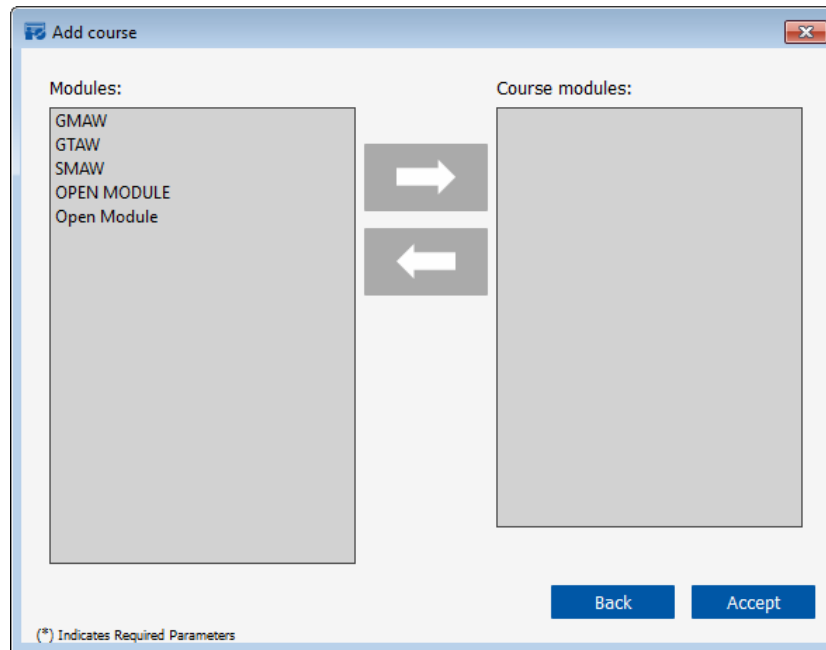 Add course
Modules:
Course modules:
GMAW
GTAW
SMAW
OPEN MODULE
Open Module
Back
Accept
(*) Indicates Required Parameters